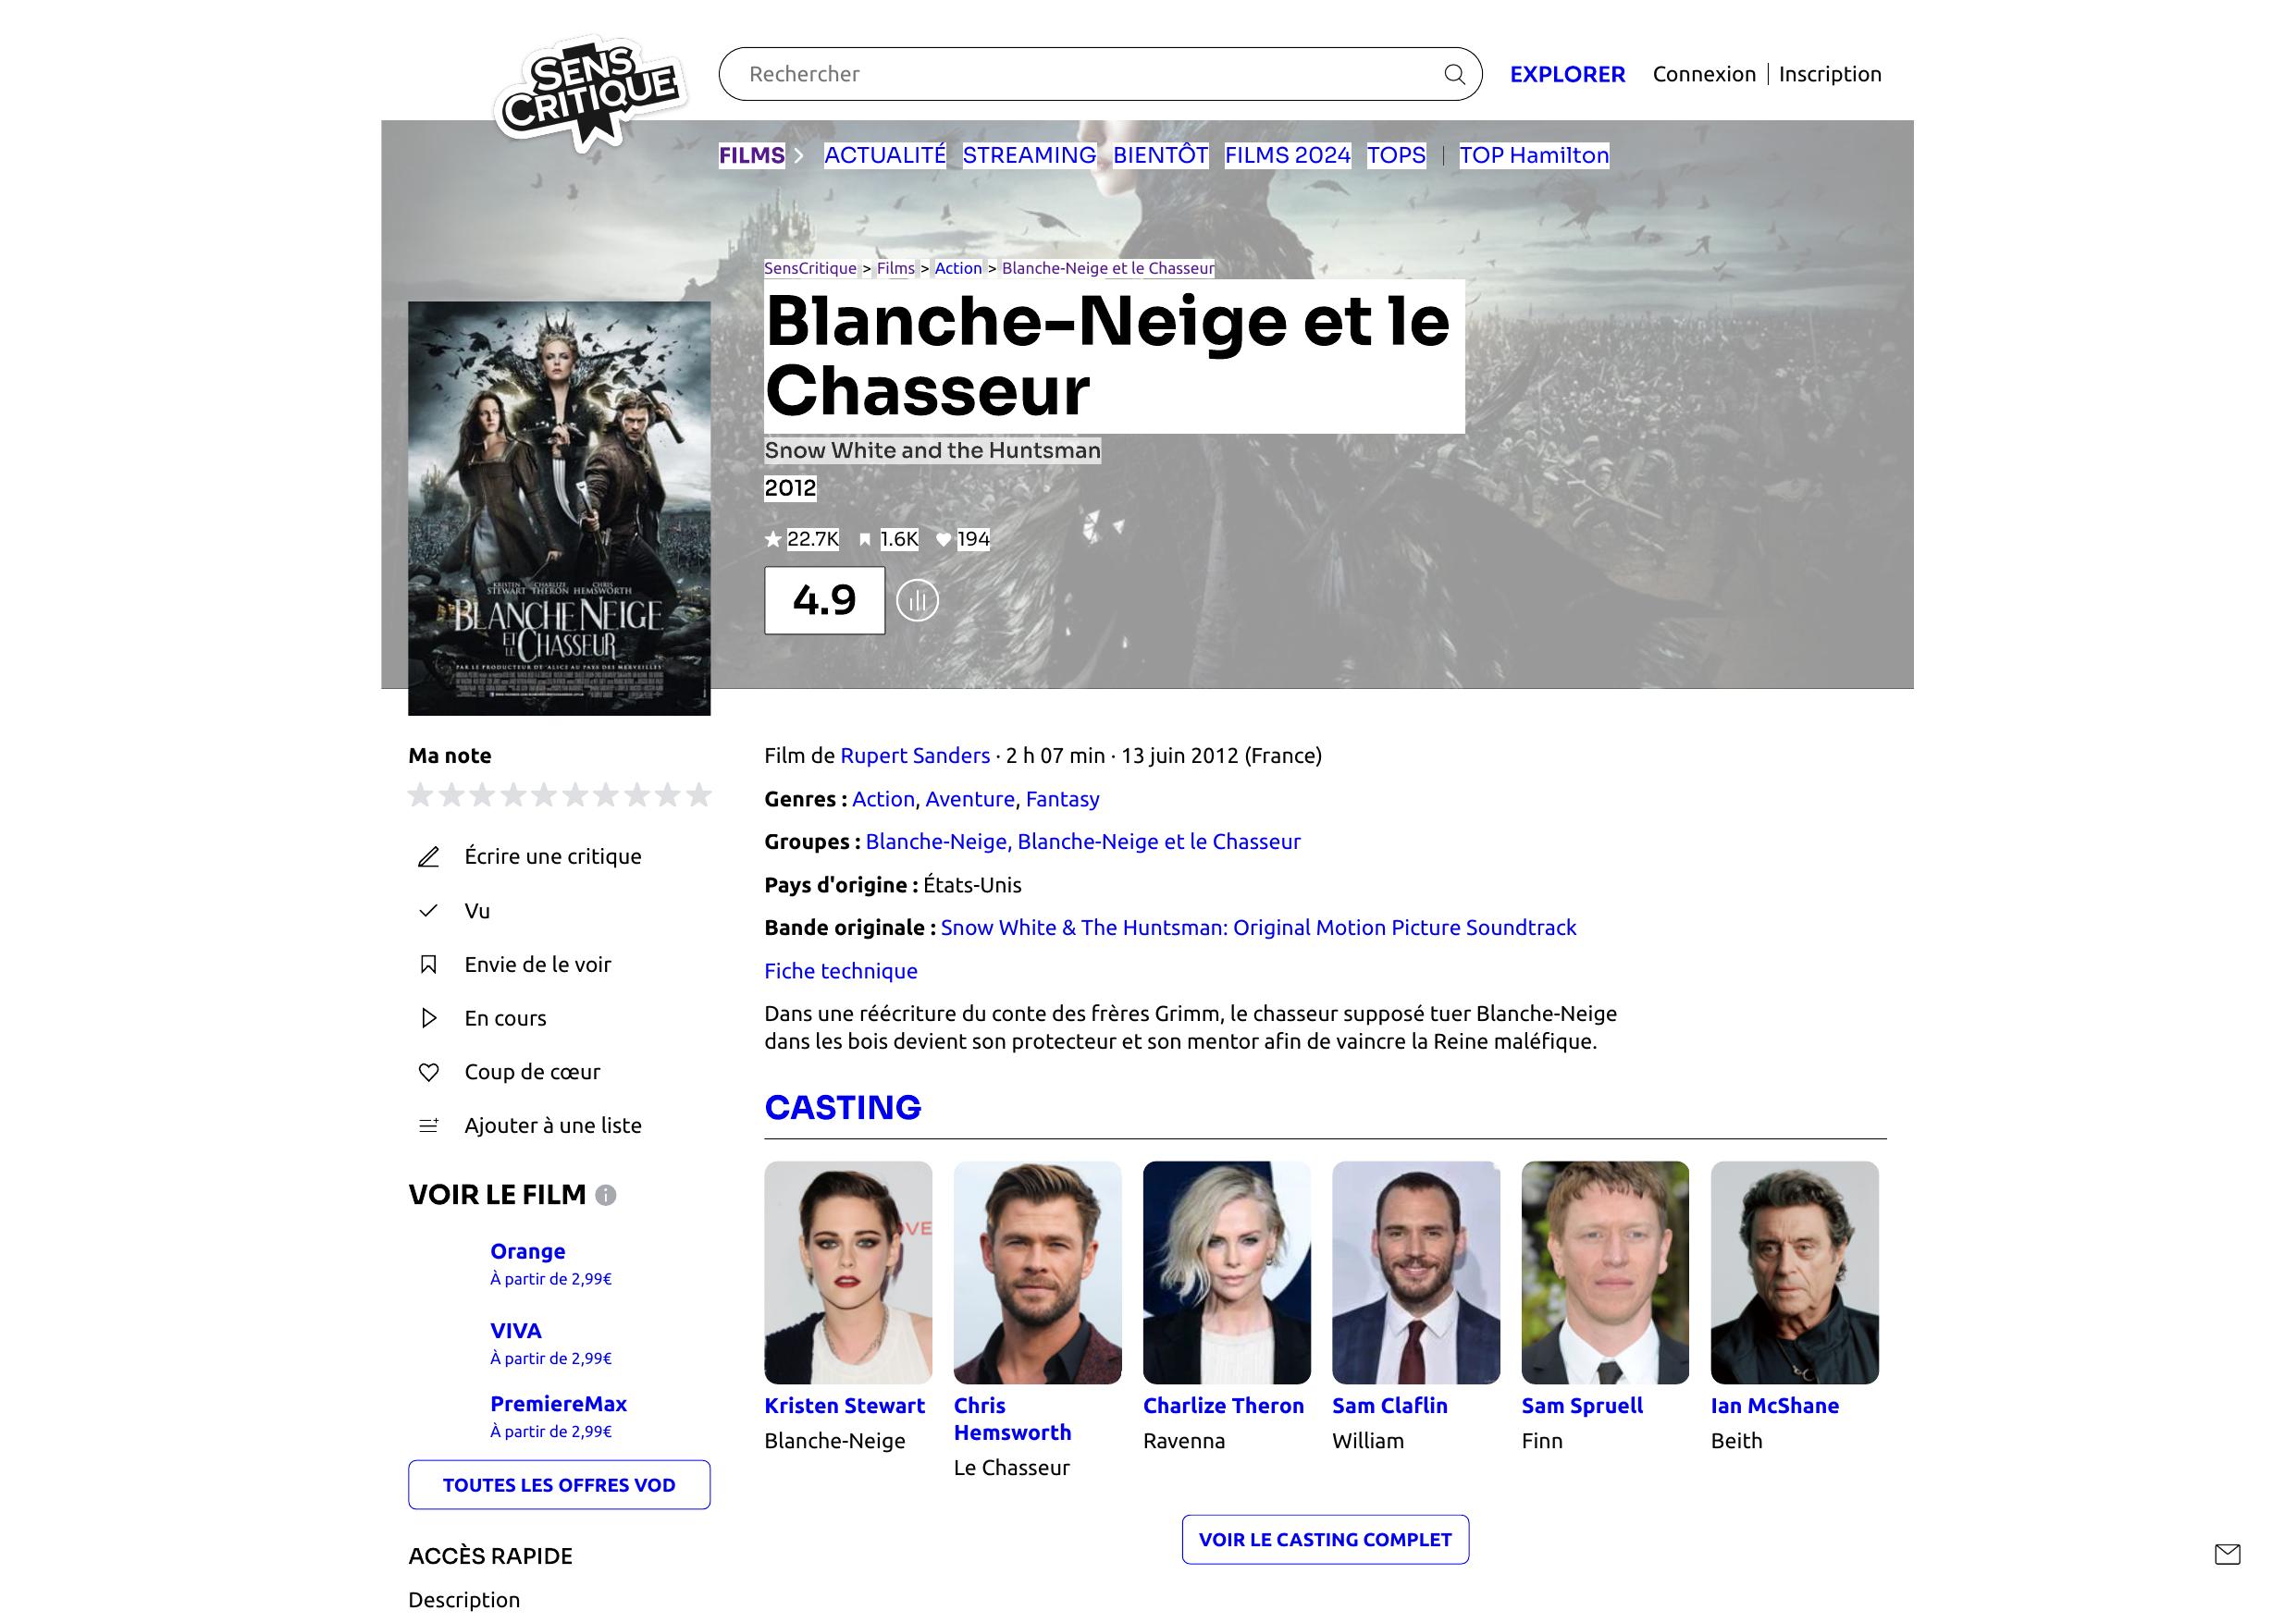 SENS
CRITIQUE
Rechercher
EXPLORER
Connexion
Inscription
FILMS
ACTUALITÉ
STREAMING
BIENTÔT
FILMS 2024
TOPS
TOP Hamilton
SensCritique > Films > Action > Blanche-Neige et le Chasseur
Blanche-Neige et le
Chasseur
Snow White and the Huntsman
2012
22.7K
1.6K
194
4.9
KRISTEN STEWART
CHARLIZE THERON
CHRIS HEMSWORTH
BLANCHE NEIGE
ET LE CHASSEUR
PAR LE PRODUCTEUR DE "ALICE AU PAYS DES MERVEILLES"
Ma note
Écrire une critique
Vu
Envie de le voir
En cours
Coup de cœur
Ajouter à une liste
VOIR LE FILM
Orange
À partir de 2,99€
VIVA
À partir de 2,99€
PremiereMax
À partir de 2,99€
TOUTES LES OFFRES VOD
ACCÈS RAPIDE
Description
Film de Rupert Sanders · 2 h 07 min · 13 juin 2012 (France)
Genres : Action, Aventure, Fantasy
Groupes : Blanche-Neige, Blanche-Neige et le Chasseur
Pays d'origine : États-Unis
Bande originale : Snow White & The Huntsman: Original Motion Picture Soundtrack
Fiche technique
Dans une réécriture du conte des frères Grimm, le chasseur supposé tuer Blanche-Neige
dans les bois devient son protecteur et son mentor afin de vaincre la Reine maléfique.
CASTING
OVE
Kristen Stewart
Blanche-Neige
Chris
Hemsworth
Le Chasseur
Charlize Theron
Ravenna
Sam Claflin
William
Sam Spruell
Finn
Ian McShane
Beith
VOIR LE CASTING COMPLET